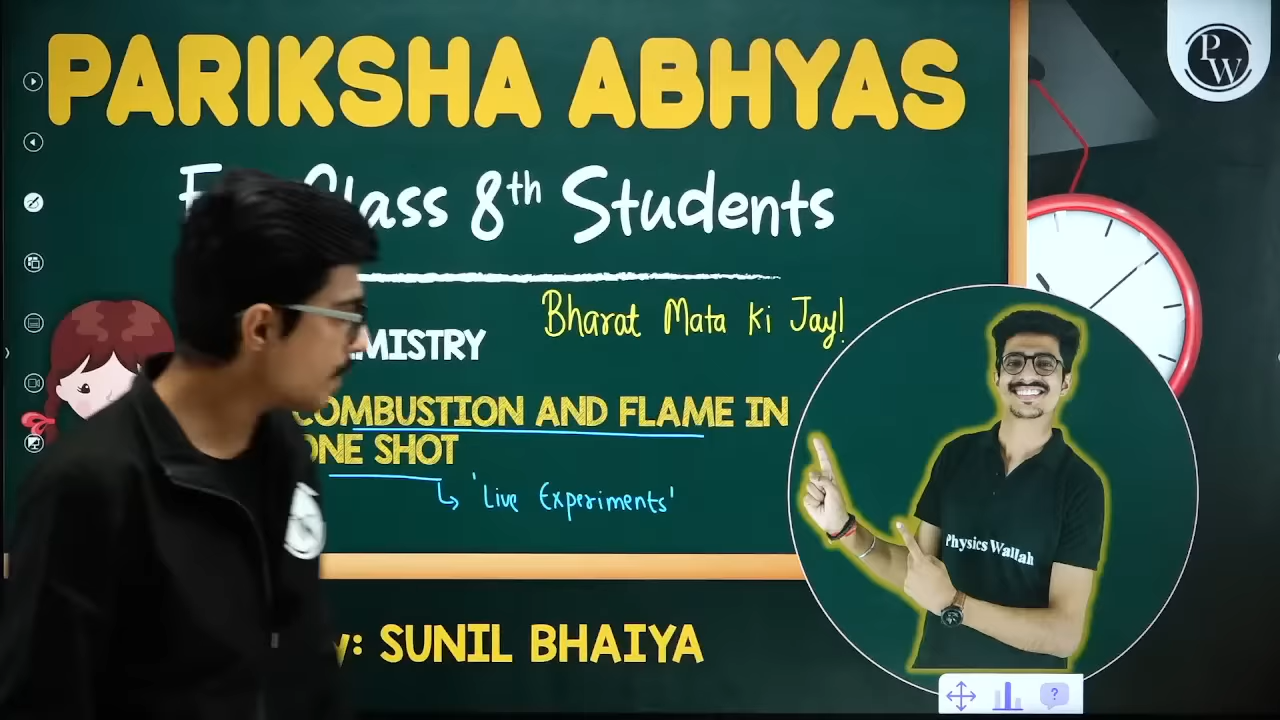 PARIKSHA ABHYAS
PW
Class 8th Students
Bharat Mata Ki Jay!
COMBUSTION AND FLAME IN
ONE SHOT
↳ 'Live Experiments'
Physics Wallah
SUNIL BHAIYA
?